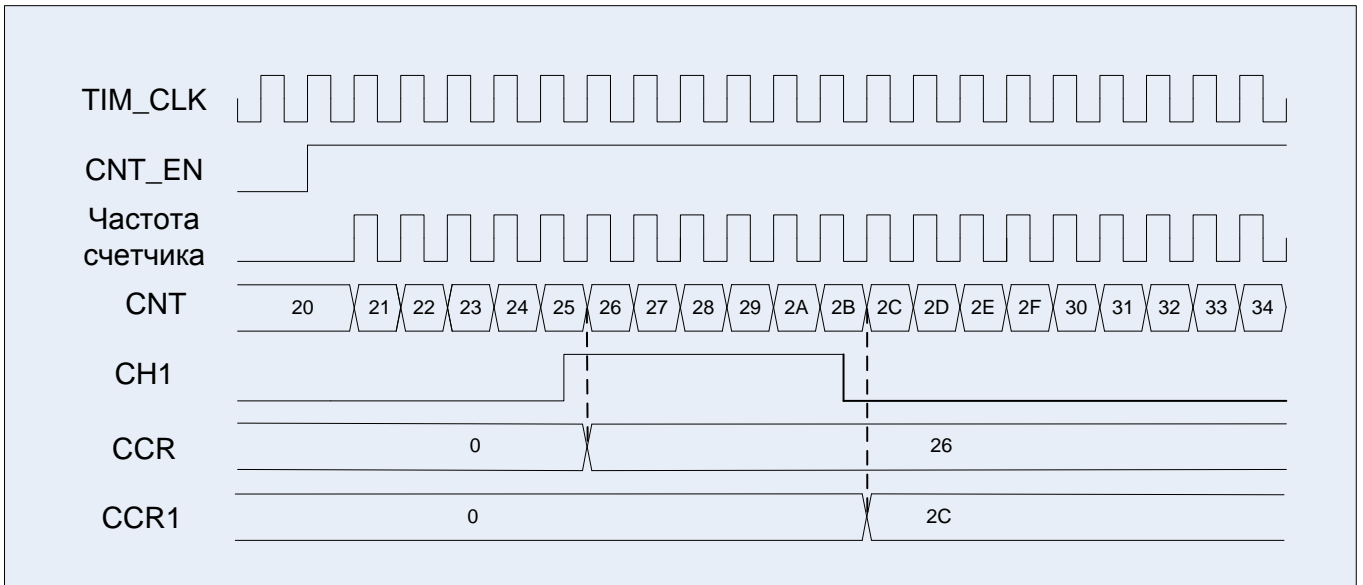 TIM_CLK
CNT_EN
Частота
счетчика
CNT 20 21 22 23 24 25 26 27 28 29 2A 2B 2C 2D 2E 2F 30 31 32 33 34
CH1
CCR 0 26
CCR1 0 2C